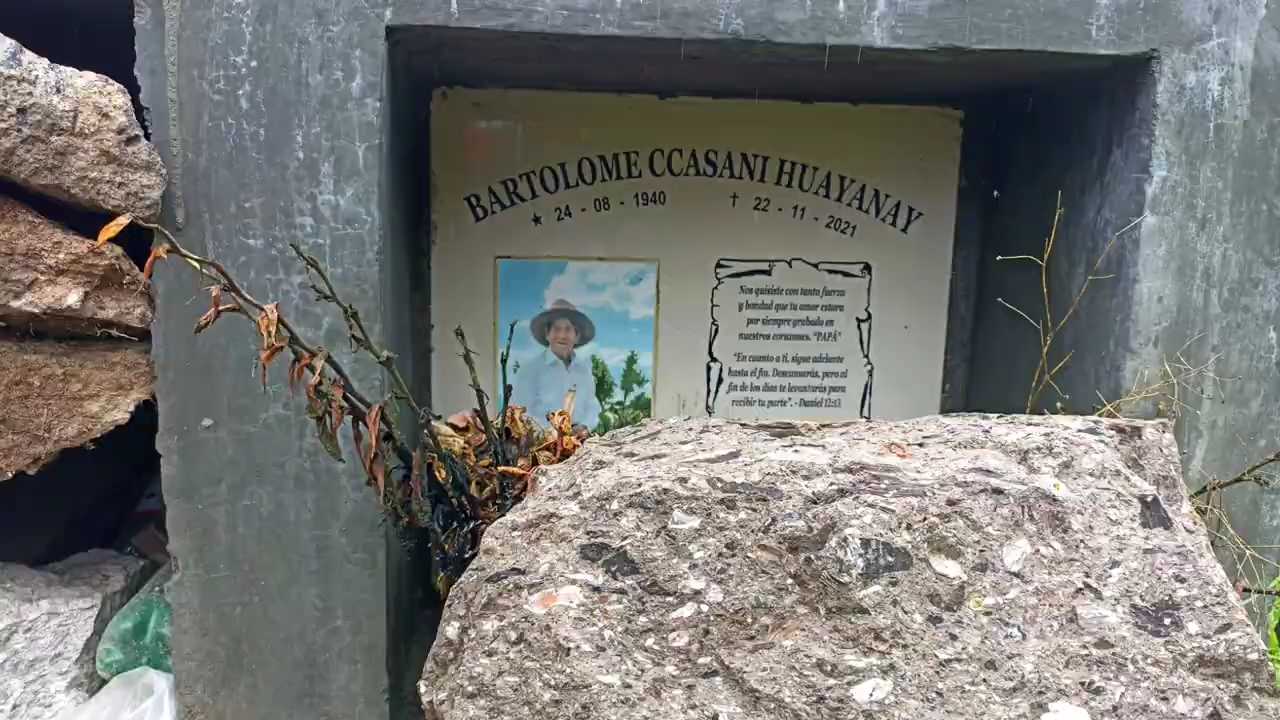 BARTOLOME CCASANI HUAYANAY
★ 24 - 08 - 1940 ✝ 22 - 11 - 2021
Nos quisiste con tanta fuerza
y bondad que tu amor estara
por siempre grabado en
nuestros corazones. "PAPÁ"
"En cuanto a ti, sigue adelante
hasta el fin. Descansarás, pero al
fin de los días te levantarás para
recibir tu parte". - Daniel 12:13